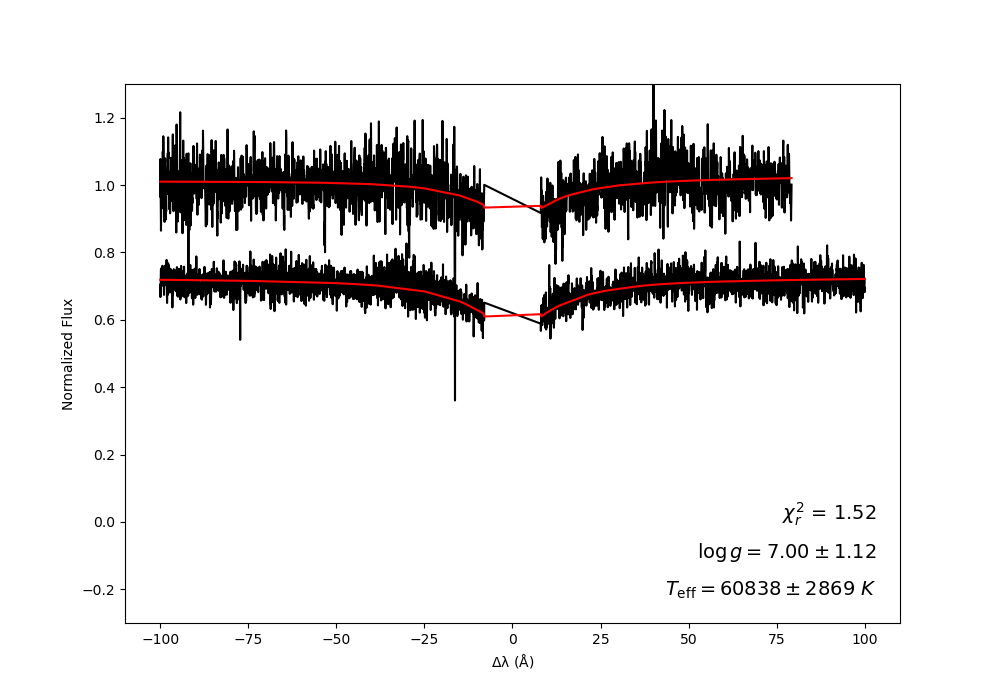 1.2
1.0
0.8
0.6
0.4
0.2
0.0
−0.2
Normalized Flux
χ²ᵣ = 1.52
log g = 7.00 ± 1.12
T_eff = 60838 ± 2869 K
−100 −75 −50 −25 0 25 50 75 100
Δλ (Å)